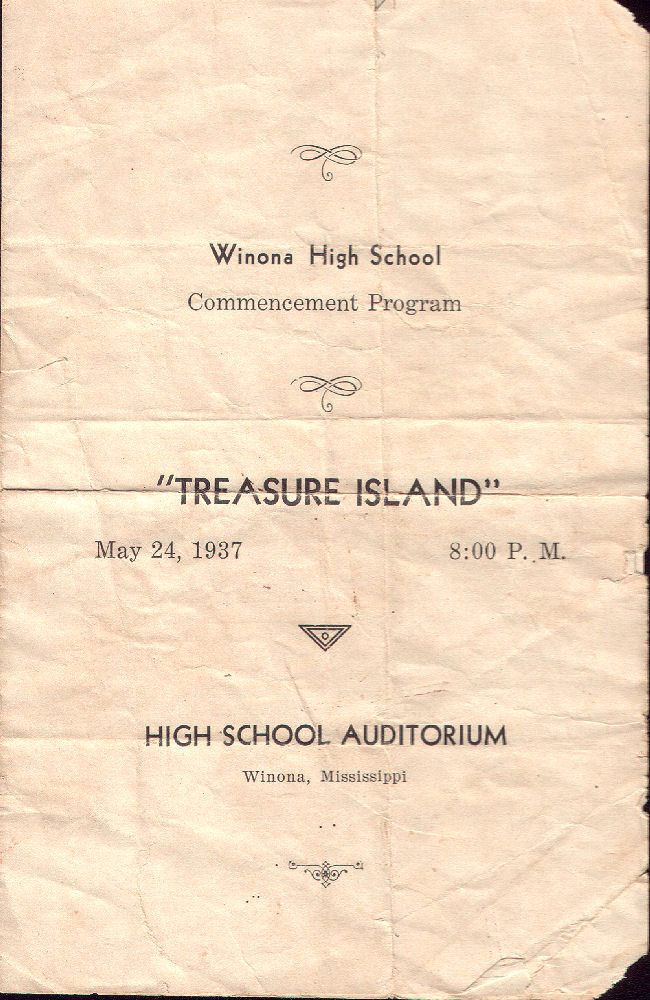 Winona High School
Commencement Program
"TREASURE ISLAND"
May 24, 1937 8:00 P. M.
HIGH SCHOOL AUDITORIUM
Winona, Mississippi